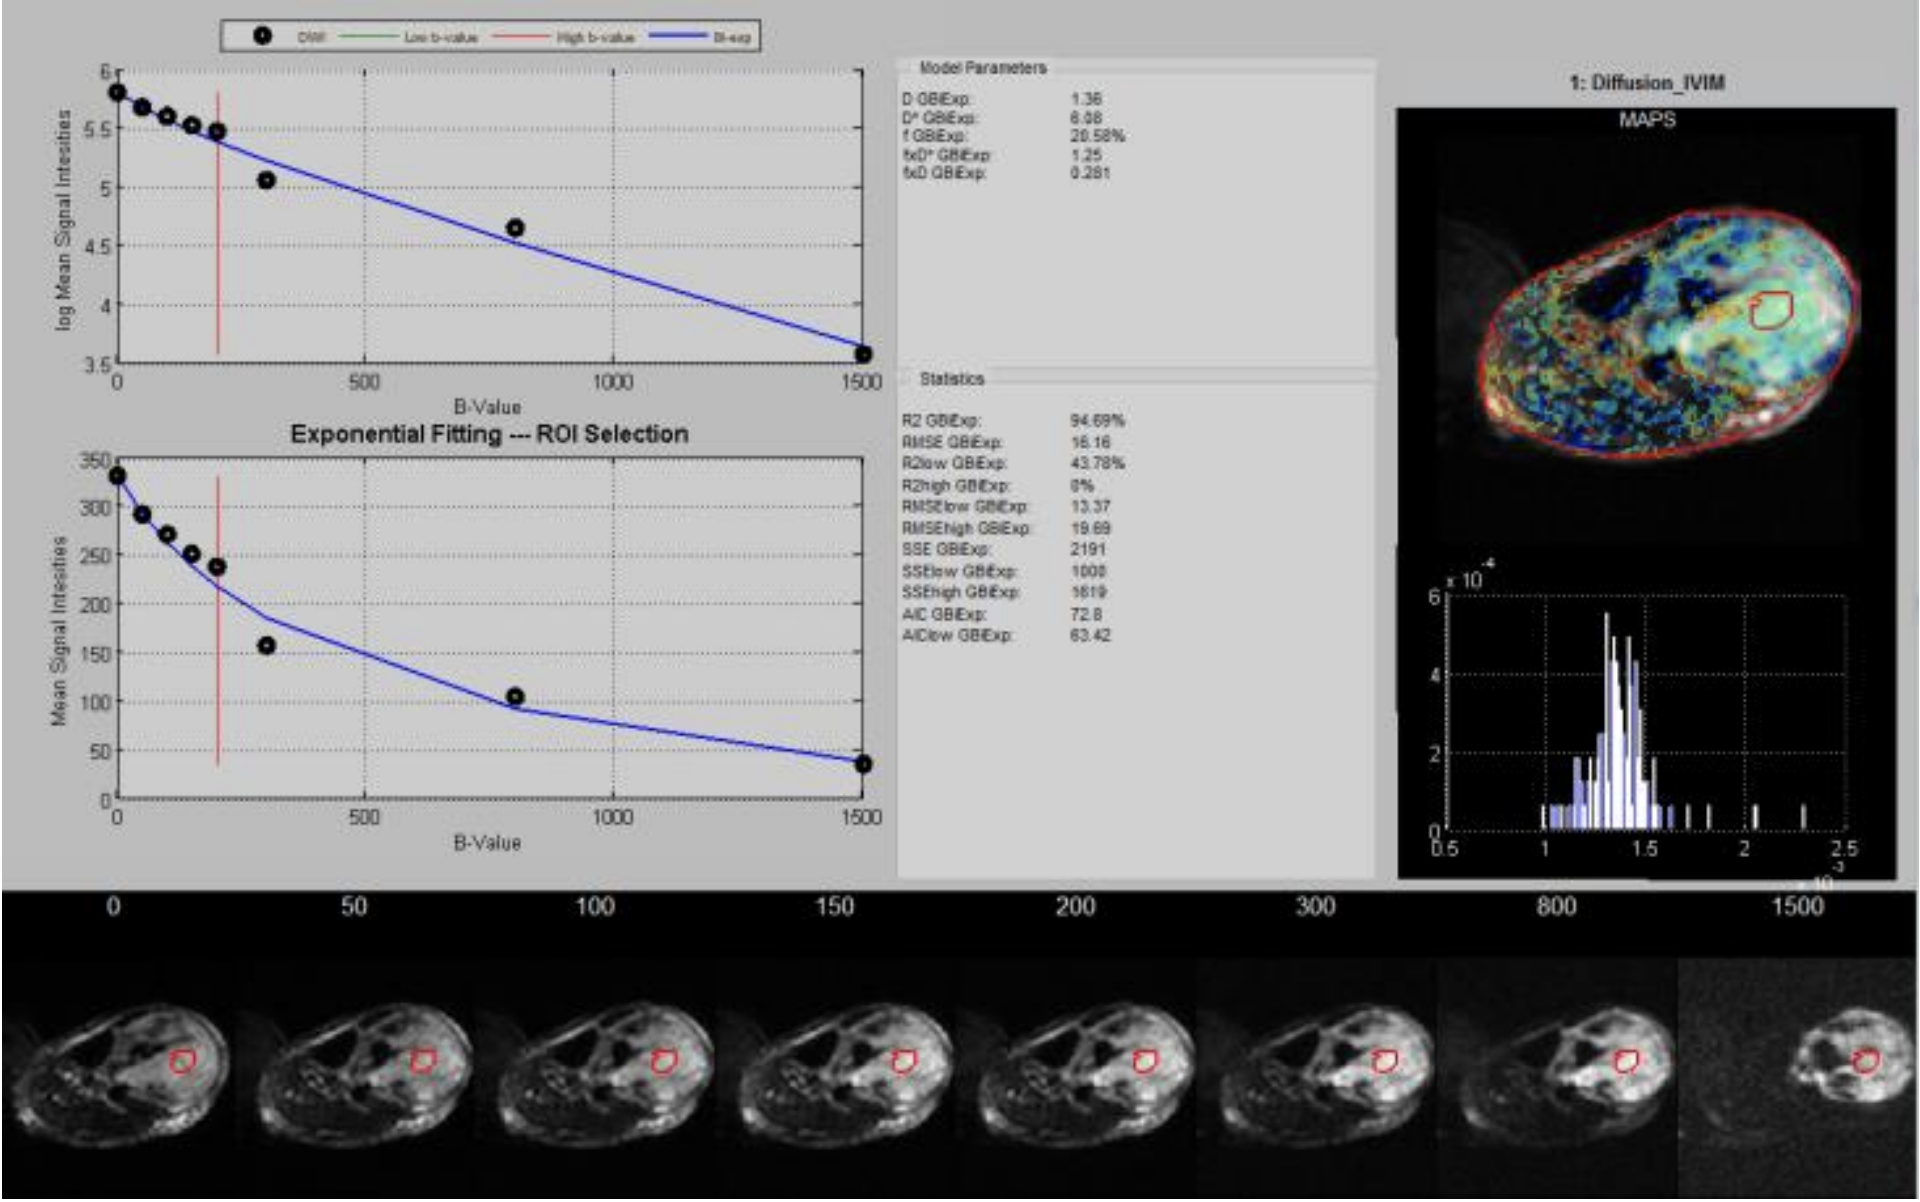 DWI Low b-value High b-value Bi-exp
6
5.5
5
4.5
4
3.5
log Mean Signal Intesities
0 500 1000 1500
B-Value
Exponential Fitting --- ROI Selection
350
300
250
200
150
100
50
0
Mean Signal Intesities
0 500 1000 1500
B-Value
Model Parameters
D GBiExp: 1.36
D* GBiExp: 6.08
f GBiExp: 20.58%
fxD* GBiExp: 1.25
fxD GBiExp: 0.281
Statistics
R2 GBiExp: 94.69%
RMSE GBiExp: 16.16
R2low GBiExp: 43.78%
R2high GBiExp: 0%
RMSElow GBiExp: 13.37
RMSEhigh GBiExp: 19.69
SSE GBiExp: 2191
SSElow GBiExp: 1000
SSEhigh GBiExp: 1619
AIC GBiExp: 72.8
AIClow GBiExp: 63.42
1: Diffusion_IVIM
MAPS
x 10-4
6
4
2
0
0.5 1 1.5 2 2.5
x 10-3
0 50 100 150 200 300 800 1500